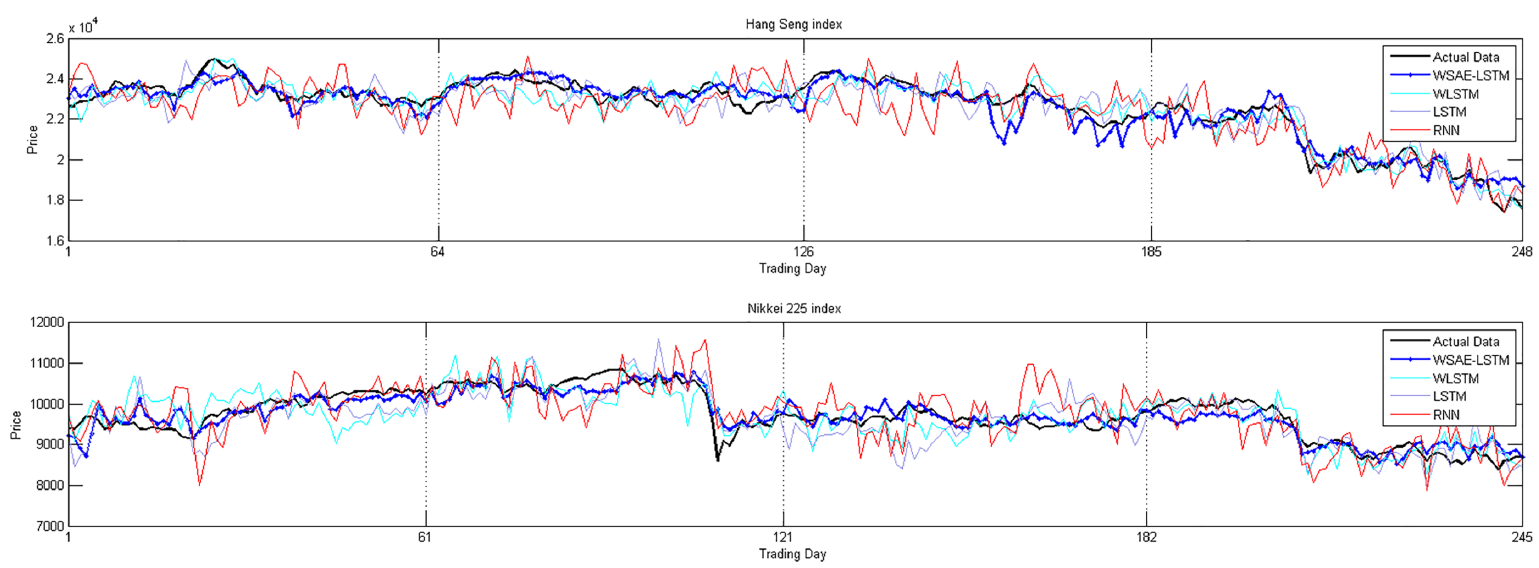 Hang Seng index
x 10^4
2.6
2.4
2.2
2
1.8
1.6
Price
1
64
126
185
248
Trading Day
Actual Data
WSAE-LSTM
WLSTM
LSTM
RNN
Nikkei 225 index
12000
11000
10000
9000
8000
7000
Price
1
61
121
182
245
Trading Day
Actual Data
WSAE-LSTM
WLSTM
LSTM
RNN